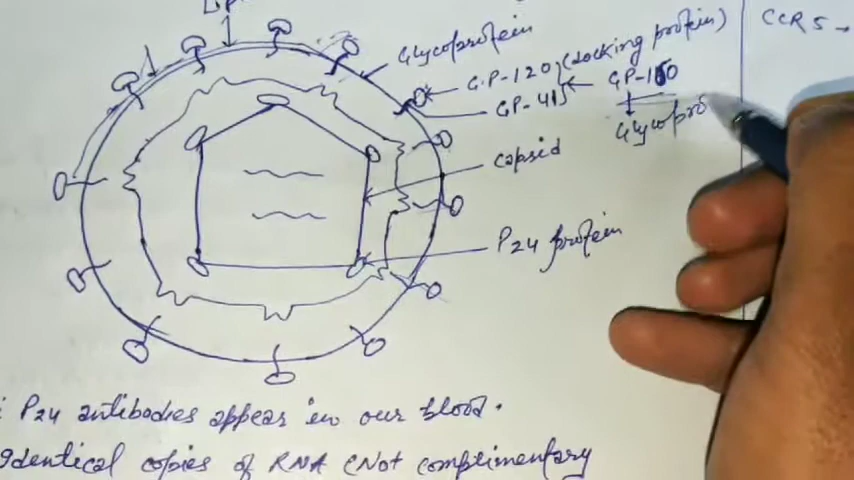 Glycoprotein
G.P-120 (docking protein)
GP-41
GP-160
Glycopro
CCR5
capsid
P24 protein
P24 antibodies appear in our blood.
Identical copies of RNA (Not complimentary